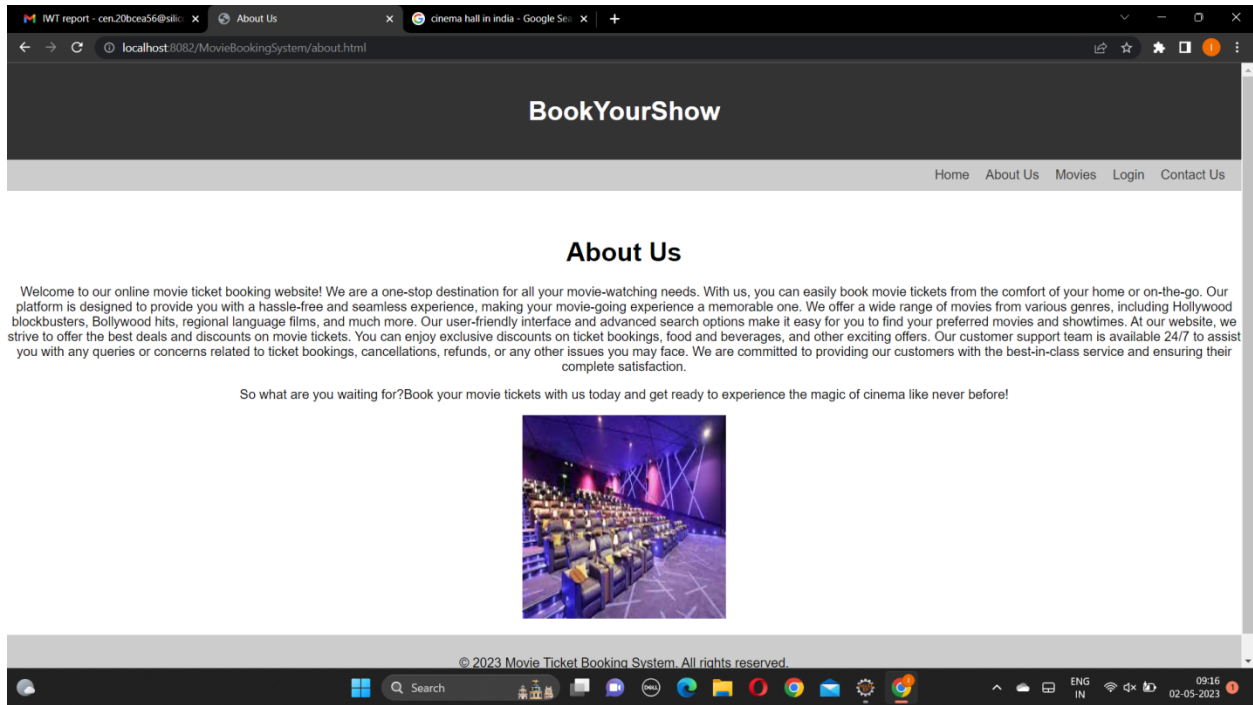 IWT report - cen.20bcea56@silic
About Us
cinema hall in india - Google Sea
localhost:8082/MovieBookingSystem/about.html
BookYourShow
Home About Us Movies Login Contact Us
About Us
Welcome to our online movie ticket booking website! We are a one-stop destination for all your movie-watching needs. With us, you can easily book movie tickets from the comfort of your home or on-the-go. Our
platform is designed to provide you with a hassle-free and seamless experience, making your movie-going experience a memorable one. We offer a wide range of movies from various genres, including Hollywood
blockbusters, Bollywood hits, regional language films, and much more. Our user-friendly interface and advanced search options make it easy for you to find your preferred movies and showtimes. At our website, we
strive to offer the best deals and discounts on movie tickets. You can enjoy exclusive discounts on ticket bookings, food and beverages, and other exciting offers. Our customer support team is available 24/7 to assist
you with any queries or concerns related to ticket bookings, cancellations, refunds, or any other issues you may face. We are committed to providing our customers with the best-in-class service and ensuring their
complete satisfaction.
So what are you waiting for?Book your movie tickets with us today and get ready to experience the magic of cinema like never before!
© 2023 Movie Ticket Booking System. All rights reserved.
Search
DELL
ENG
IN
09:16
02-05-2023
1